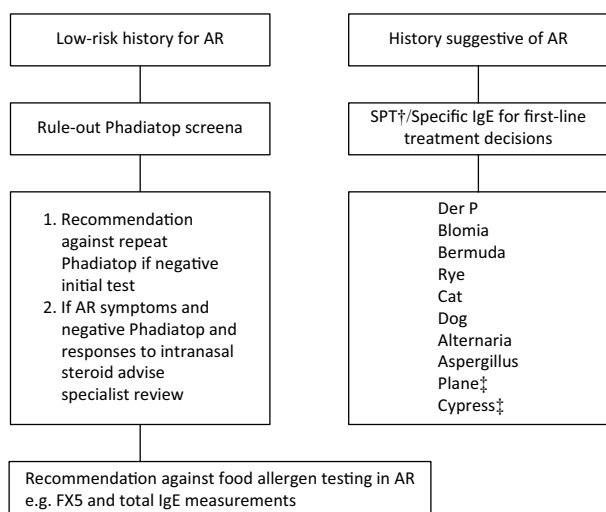 Low-risk history for AR
Rule-out Phadiatop screena
1. Recommendation
against repeat
Phadiatop if negative
initial test
2. If AR symptoms and
negative Phadiatop and
responses to intranasal
steroid advise
specialist review
Recommendation against food allergen testing in AR
e.g. FX5 and total IgE measurements
History suggestive of AR
SPT†/Specific IgE for first-line
treatment decisions
Der P
Blomia
Bermuda
Rye
Cat
Dog
Alternaria
Aspergillus
Plane‡
Cypress‡